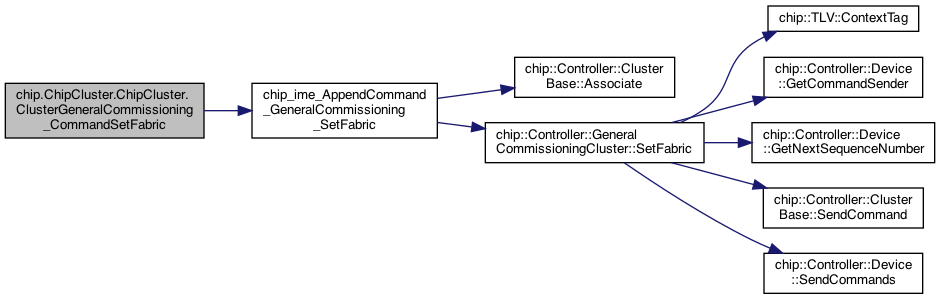 chip.ChipCluster.ChipCluster.
ClusterGeneralCommissioning
_CommandSetFabric
chip_ime_AppendCommand
_GeneralCommissioning
_SetFabric
chip::Controller::Cluster
Base::Associate
chip::Controller::General
CommissioningCluster::SetFabric
chip::TLV::ContextTag
chip::Controller::Device
::GetCommandSender
chip::Controller::Device
::GetNextSequenceNumber
chip::Controller::Cluster
Base::SendCommand
chip::Controller::Device
::SendCommands